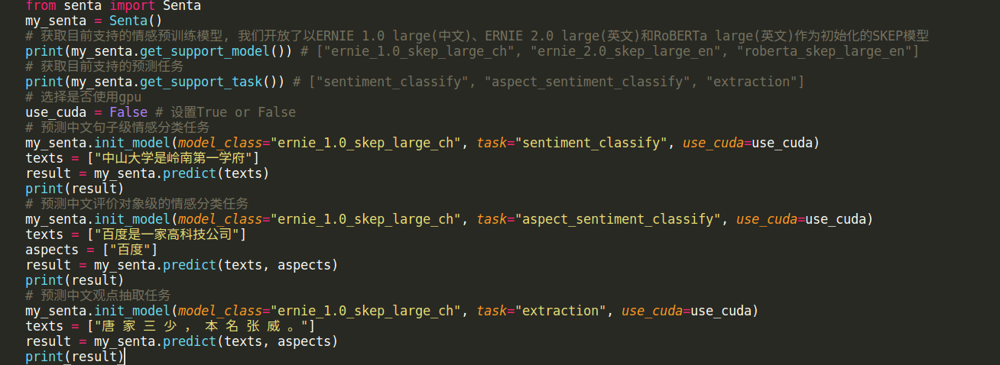 from senta import Senta
my_senta = Senta()
# 获取目前支持的情感预训练模型, 我们开放了以ERNIE 1.0 large(中文)、ERNIE 2.0 large(英文)和RoBERTa large(英文)作为初始化的SKEP模型
print(my_senta.get_support_model()) # ["ernie_1.0_skep_large_ch", "ernie_2.0_skep_large_en", "roberta_skep_large_en"]
# 获取目前支持的预测任务
print(my_senta.get_support_task()) # ["sentiment_classify", "aspect_sentiment_classify", "extraction"]
# 选择是否使用gpu
use_cuda = False # 设置True or False
# 预测中文句子级情感分类任务
my_senta.init_model(model_class="ernie_1.0_skep_large_ch", task="sentiment_classify", use_cuda=use_cuda)
texts = ["中山大学是岭南第一学府"]
result = my_senta.predict(texts)
print(result)
# 预测中文评价对象级的情感分类任务
my_senta.init_model(model_class="ernie_1.0_skep_large_ch", task="aspect_sentiment_classify", use_cuda=use_cuda)
texts = ["百度是一家高科技公司"]
aspects = ["百度"]
result = my_senta.predict(texts, aspects)
print(result)
# 预测中文观点抽取任务
my_senta.init_model(model_class="ernie_1.0_skep_large_ch", task="extraction", use_cuda=use_cuda)
texts = ["唐 家 三 少 ， 本 名 张 威 。"]
result = my_senta.predict(texts, aspects)
print(result)